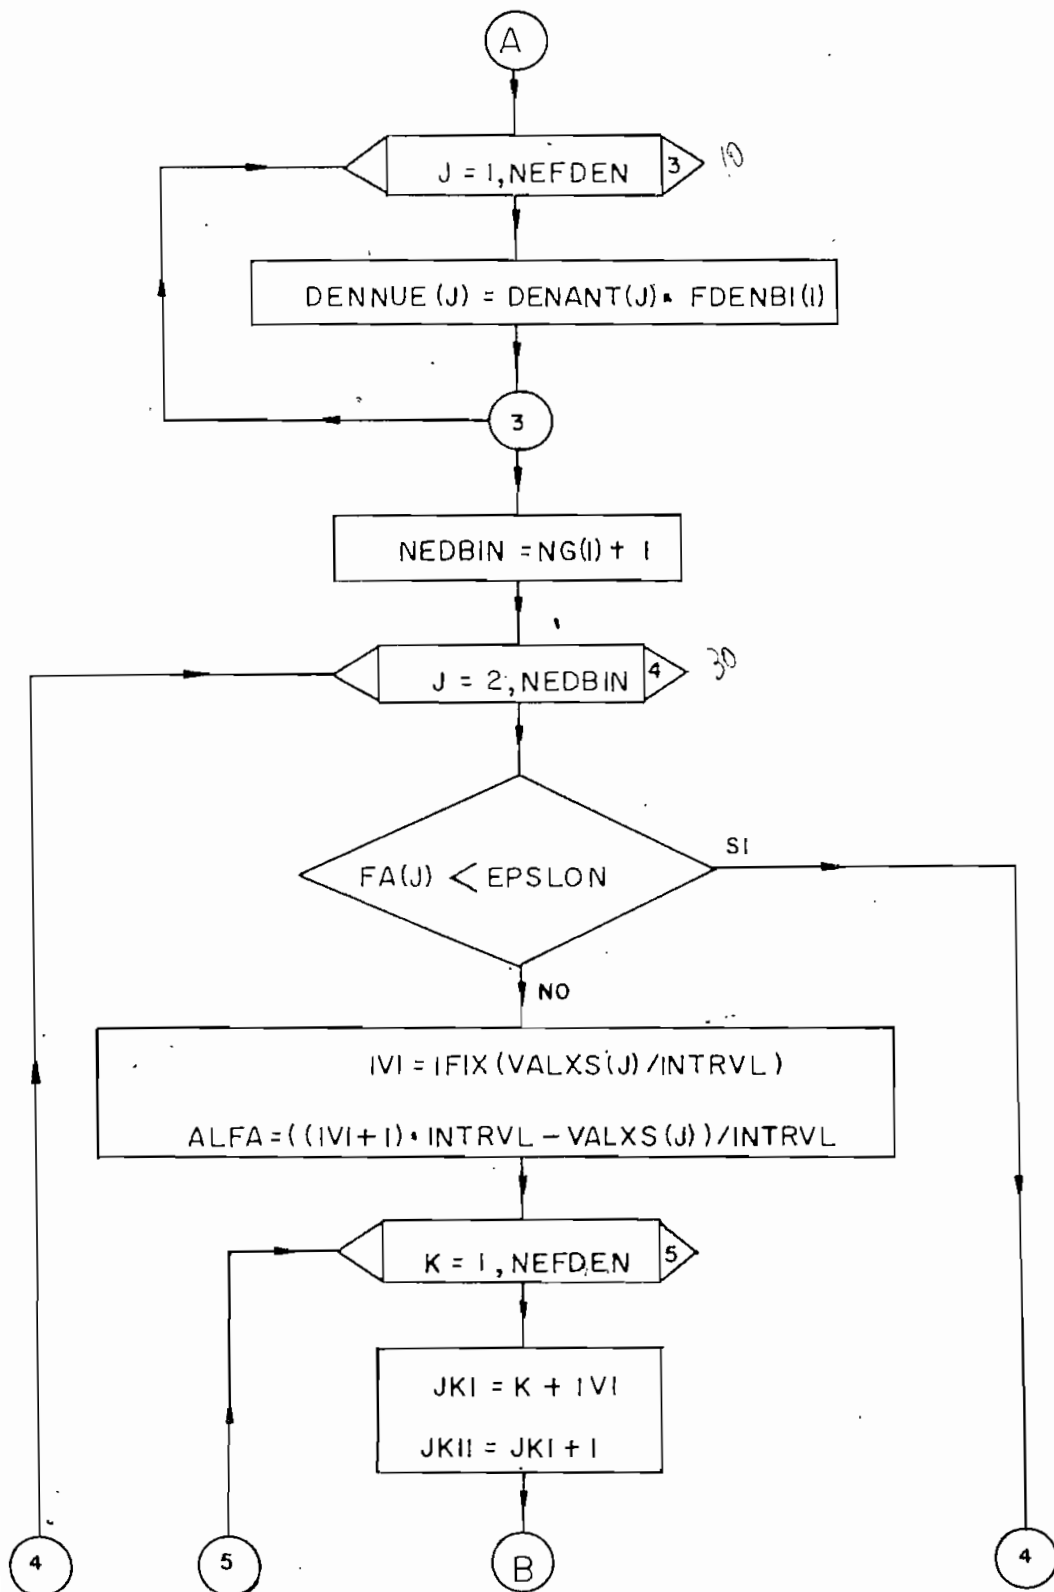 A
J = 1, NEFDEN 3 10
DENNUE (J) = DENANT (J) * FDENBI(I)
3
NEDBIN = NG(I) + 1
J = 2, NEDBIN 4 30
FA(J) < EPSLON
SI
NO
IVI = IFIX (VALXS(J)/INTRVL)
ALFA = ((IVI+1) * INTRVL - VALXS(J))/INTRVL
K = 1, NEFDEN 5
JKI = K + IVI
JKII = JKI + 1
4 5 B 4